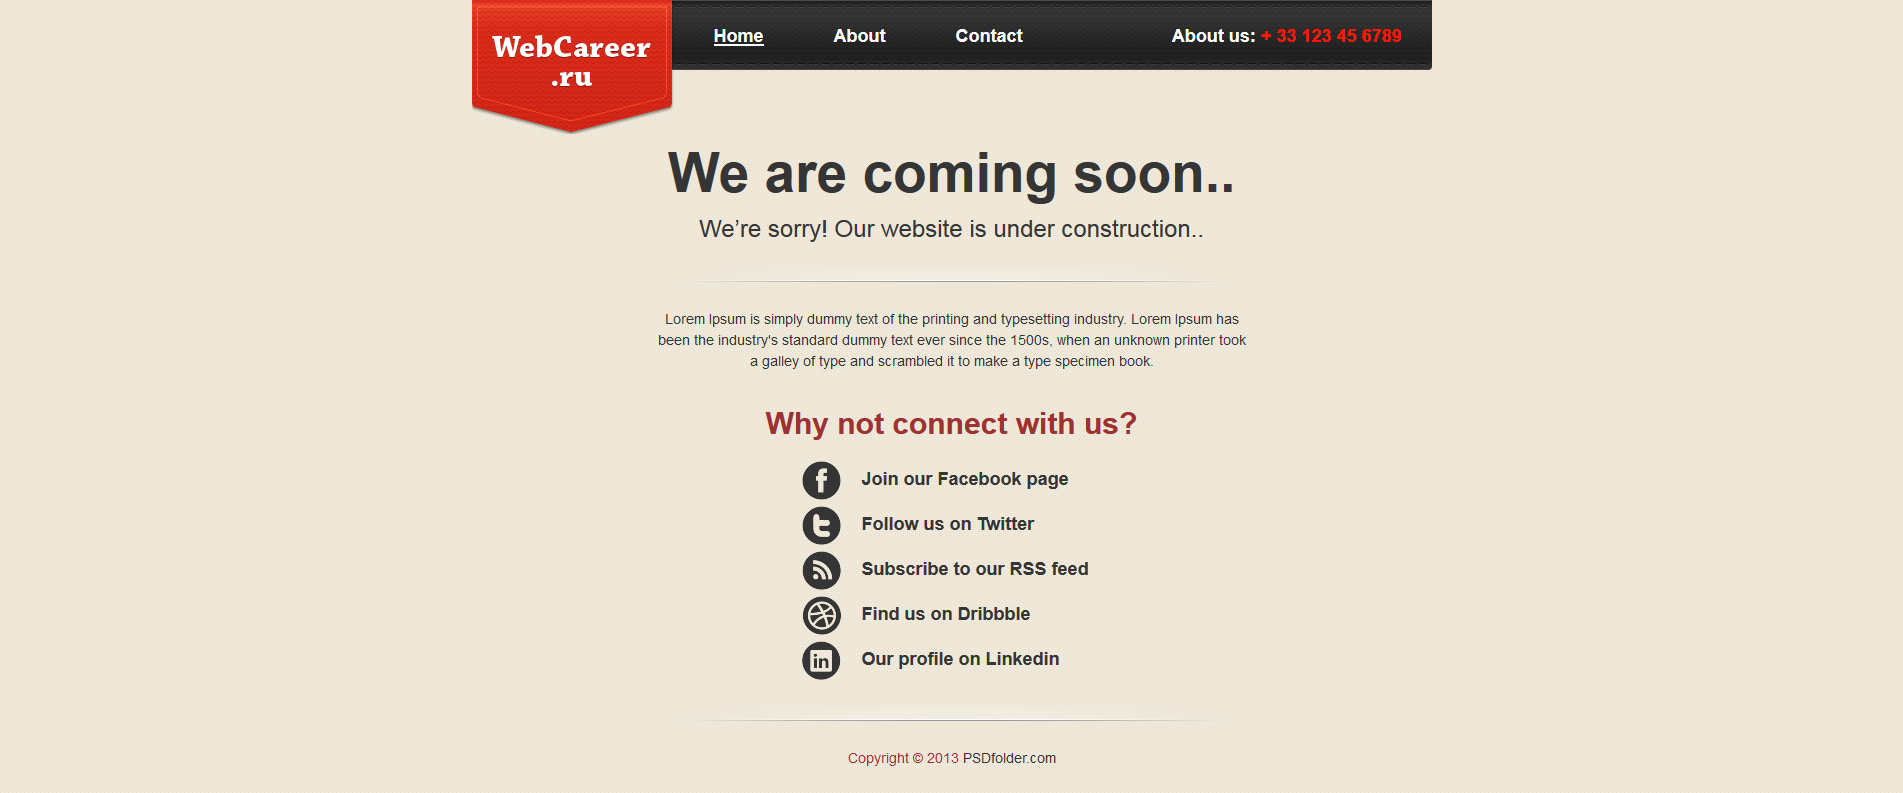 WebCareer
.ru
Home About Contact About us: + 33 123 45 6789
We are coming soon..
We’re sorry! Our website is under construction..
Lorem Ipsum is simply dummy text of the printing and typesetting industry. Lorem Ipsum has
been the industry's standard dummy text ever since the 1500s, when an unknown printer took
a galley of type and scrambled it to make a type specimen book.
Why not connect with us?
Join our Facebook page
Follow us on Twitter
Subscribe to our RSS feed
Find us on Dribbble
Our profile on Linkedin
Copyright © 2013 PSDfolder.com